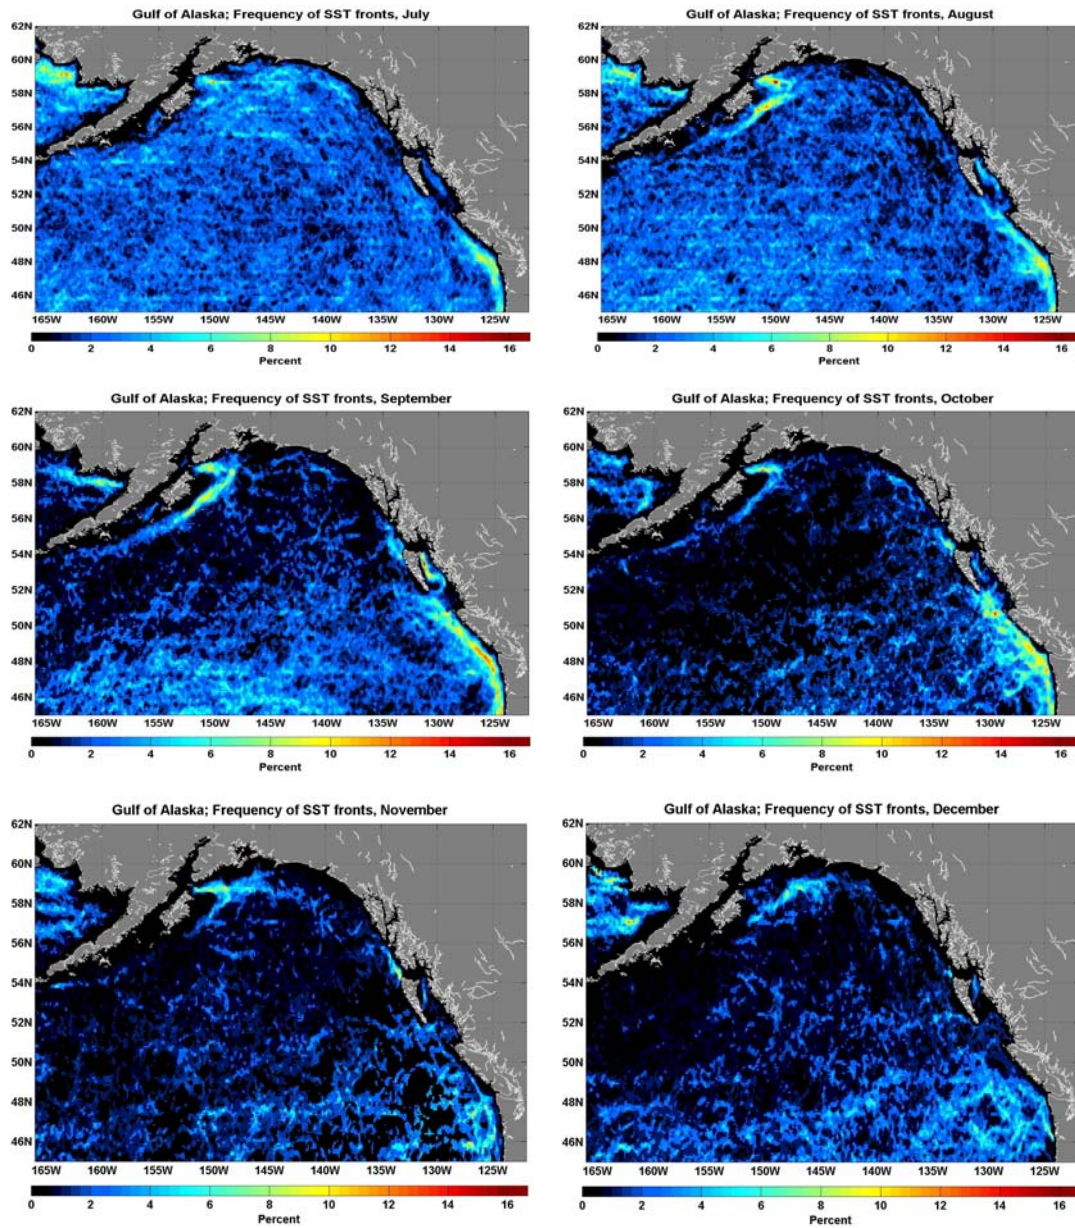 Gulf of Alaska; Frequency of SST fronts, July
62N
60N
58N
56N
54N
52N
50N
48N
46N
165W 160W 155W 150W 145W 140W 135W 130W 125W
0 2 4 6 8 10 12 14 16
Percent
Gulf of Alaska; Frequency of SST fronts, August
62N
60N
58N
56N
54N
52N
50N
48N
46N
165W 160W 155W 150W 145W 140W 135W 130W 125W
0 2 4 6 8 10 12 14 16
Percent
Gulf of Alaska; Frequency of SST fronts, September
62N
60N
58N
56N
54N
52N
50N
48N
46N
165W 160W 155W 150W 145W 140W 135W 130W 125W
0 2 4 6 8 10 12 14 16
Percent
Gulf of Alaska; Frequency of SST fronts, October
62N
60N
58N
56N
54N
52N
50N
48N
46N
165W 160W 155W 150W 145W 140W 135W 130W 125W
0 2 4 6 8 10 12 14 16
Percent
Gulf of Alaska; Frequency of SST fronts, November
62N
60N
58N
56N
54N
52N
50N
48N
46N
165W 160W 155W 150W 145W 140W 135W 130W 125W
0 2 4 6 8 10 12 14 16
Percent
Gulf of Alaska; Frequency of SST fronts, December
62N
60N
58N
56N
54N
52N
50N
48N
46N
165W 160W 155W 150W 145W 140W 135W 130W 125W
0 2 4 6 8 10 12 14 16
Percent